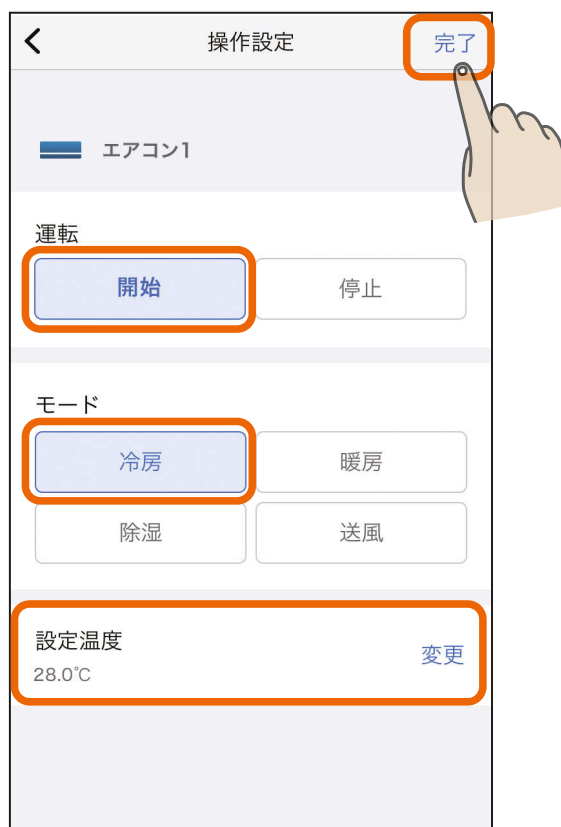 操作設定 完了
エアコン1
運転
開始 停止
モード
冷房 暖房
除湿 送風
設定温度
変更
28.0℃